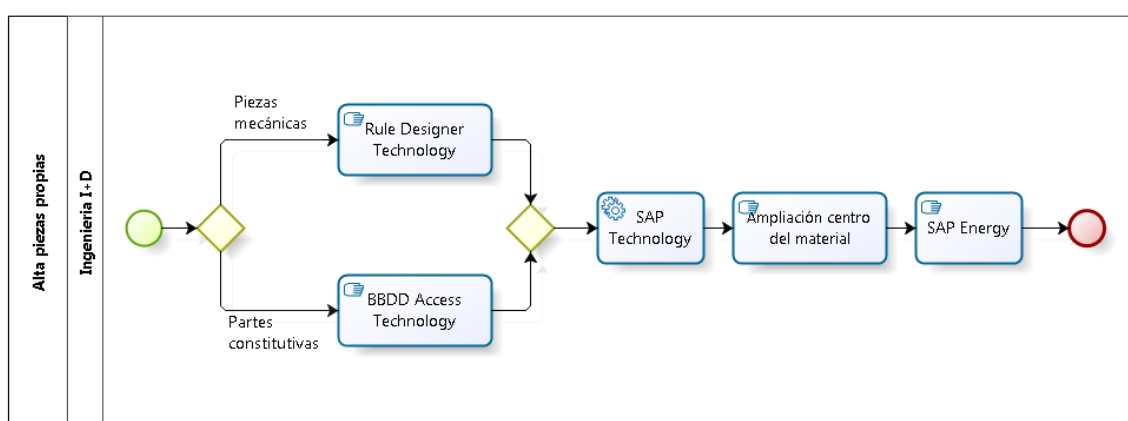 Alta piezas propias
Ingenieria I+D
Piezas
mecánicas
Rule Designer
Technology
Partes
constitutivas
BBDD Access
Technology
SAP
Technology
Ampliación centro
del material
SAP Energy